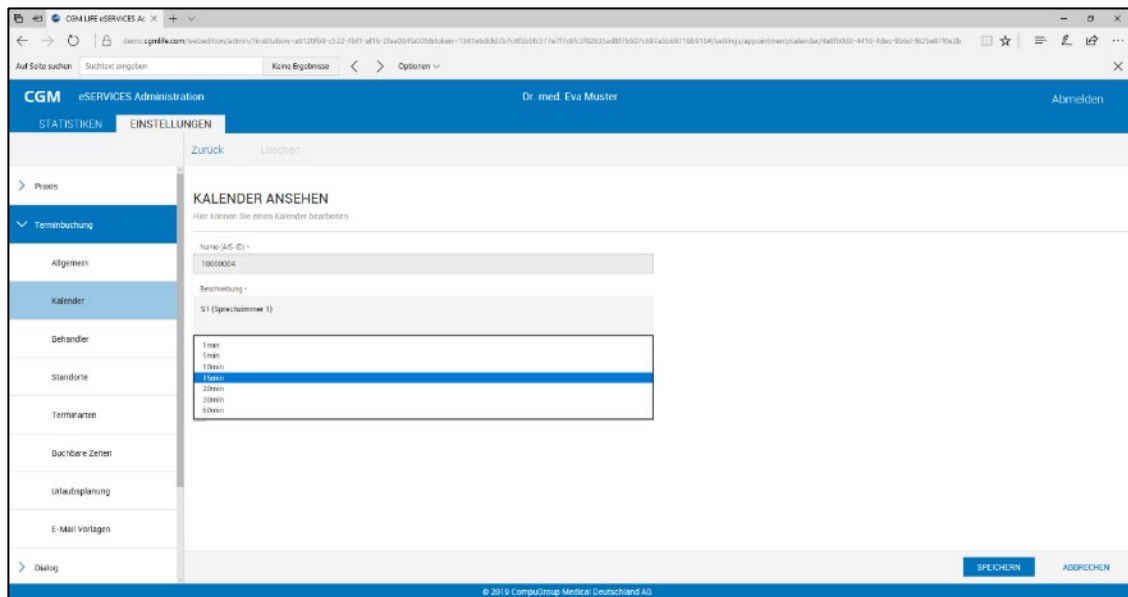 CGM LIFE eSERVICES Ac
Auf Seite suchen Suchtext eingeben Keine Ergebnisse Optionen
CGM eSERVICES Administration Dr. med. Eva Muster Abmelden
STATISTIKEN EINSTELLUNGEN
Zurück Löschen
Praxis
KALENDER ANSEHEN
Hier können Sie einen Kalender bearbeiten
Terminbuchung
Name (AIS-ID) *
Allgemein
10000004
Beschreibung *
Kalender
S1 (Sprechzimmer 1)
Behandler
1min
5min
10min
15min
20min
30min
60min
Standorte
Terminarten
Buchbare Zeiten
Urlaubsplanung
E-Mail Vorlagen
Dialog
SPEICHERN ABBRECHEN
© 2019 CompuGroup Medical Deutschland AG